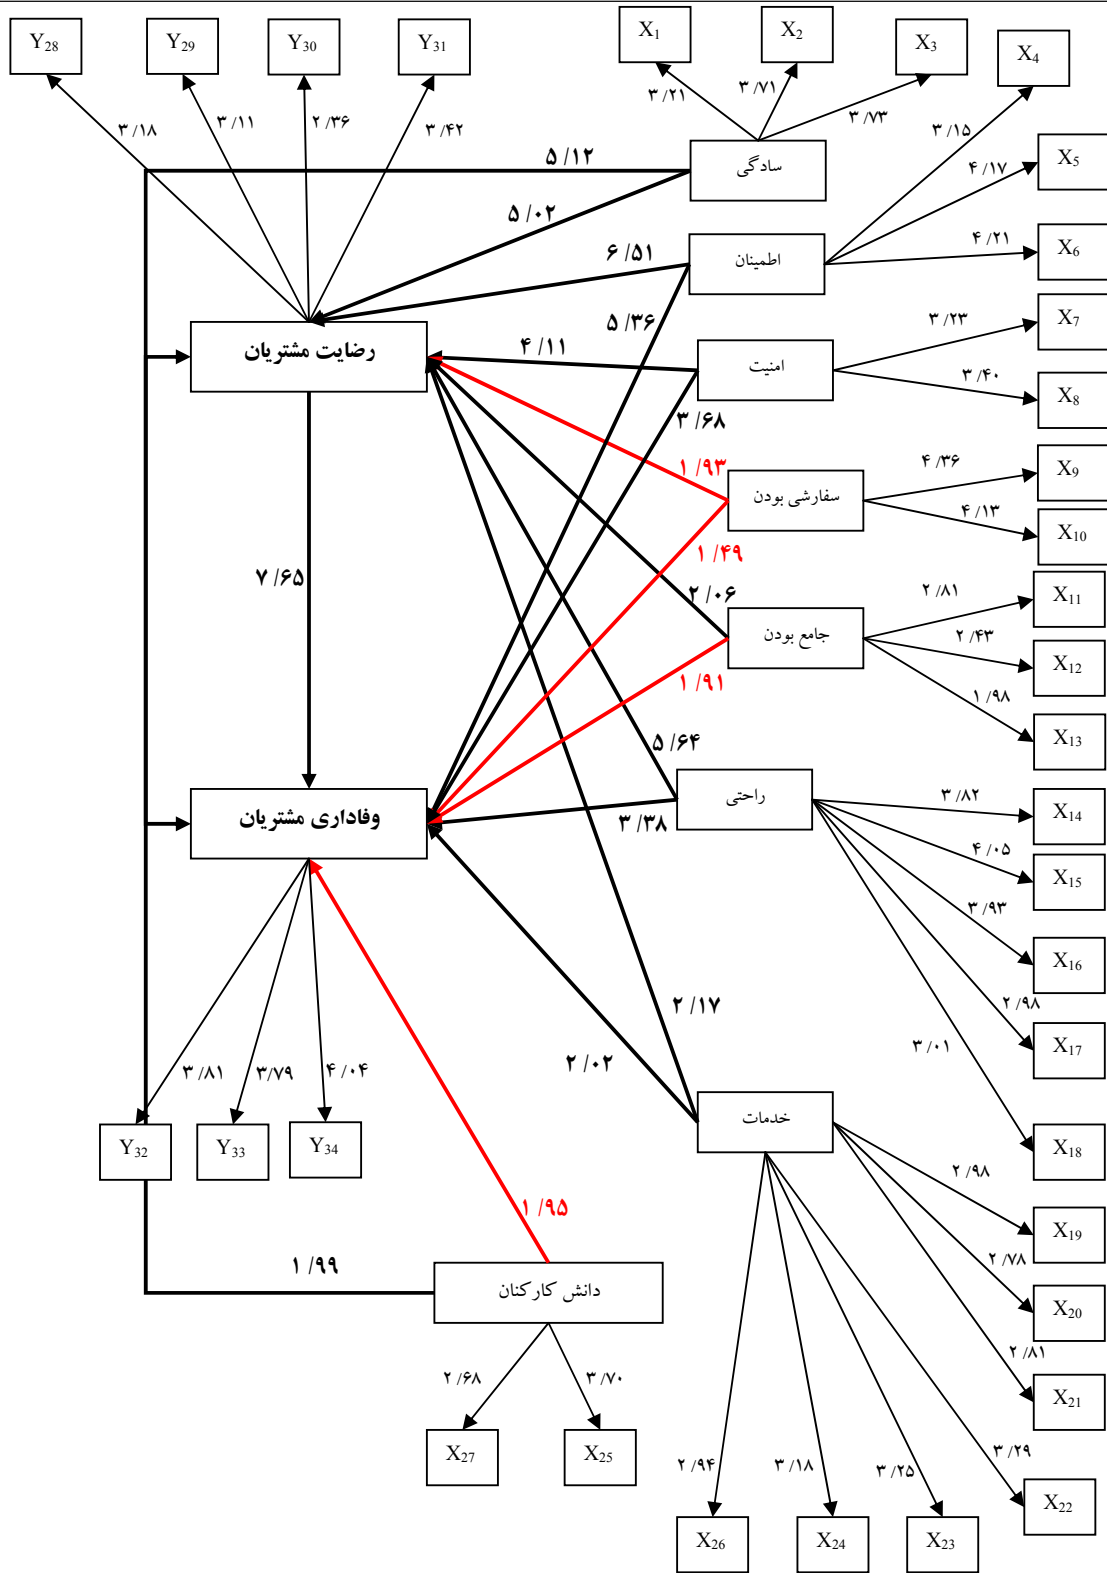 Y28
Y29
Y30
Y31
X1
X2
X3
X4
۳/۱۸
۳/۱۱
۲/۳۶
۳/۴۲
۳/۲۱
۳/۷۱
۳/۷۳
۳/۱۵
سادگی
X5
۴/۱۷
۵/۱۲
۵/۰۲
اطمینان
۴/۲۱
X6
۶/۵۱
۵/۳۶
رضایت مشتریان
۴/۱۱
امنیت
۳/۲۳
X7
۳/۴۰
X8
۳/۶۸
۱/۹۳
سفارشی بودن
۴/۳۶
X9
۴/۱۳
X10
۱/۴۹
۷/۶۵
۲/۰۶
جامع بودن
۲/۸۱
X11
۲/۴۳
X12
۱/۹۸
X13
۱/۹۱
۵/۶۴
راحتی
۳/۸۲
X14
وفاداری مشتریان
۳/۳۸
۴/۰۵
X15
۳/۹۳
X16
۲/۹۸
X17
۳/۰۱
X18
۲/۱۷
۲/۰۲
خدمات
۳/۸۱
۳/۷۹
۴/۰۴
Y32
Y33
Y34
۲/۹۸
X19
۲/۷۸
X20
۲/۸۱
X21
۱/۹۵
۱/۹۹
دانش کارکنان
۲/۶۸
۳/۷۰
X27
X25
۲/۹۴
۳/۱۸
۳/۲۵
۳/۲۹
X22
X26
X24
X23